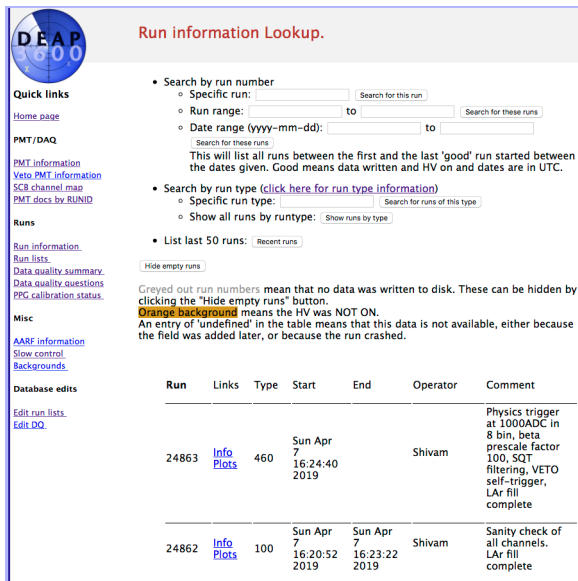 DEAP
3600
Run information Lookup.
Quick links
Home page
PMT/DAQ
PMT information
Veto PMT information
SCB channel map
PMT docs by RUNID
Runs
Run information
Run lists
Data quality summary
Data quality questions
PPG calibration status
Misc
AARF information
Slow control
Backgrounds
Database edits
Edit run lists
Edit DQ
• Search by run number
Specific run: Search for this run
Run range: to Search for these runs
Date range (yyyy-mm-dd): to
Search for these runs
This will list all runs between the first and the last 'good' run started between
the dates given. Good means data written and HV on and dates are in UTC.
• Search by run type (click here for run type information)
Specific run type: Search for runs of this type
Show all runs by runtype: Show runs by type
• List last 50 runs: Recent runs
Hide empty runs
Greyed out run numbers mean that no data was written to disk. These can be hidden by
clicking the "Hide empty runs" button.
Orange background means the HV was NOT ON.
An entry of 'undefined' in the table means that this data is not available, either because
the field was added later, or because the run crashed.
Run Links Type Start End Operator Comment
24863 Info Plots 460 Sun Apr 7 16:24:40 2019 Shivam
Physics trigger
at 1000ADC in
8 bin, beta
prescale factor
100, SQT
filtering, VETO
self-trigger,
LAr fill
complete
24862 Info Plots 100 Sun Apr 7 16:20:52 2019 Sun Apr 7 16:23:22 2019 Shivam
Sanity check of
all channels.
LAr fill
complete